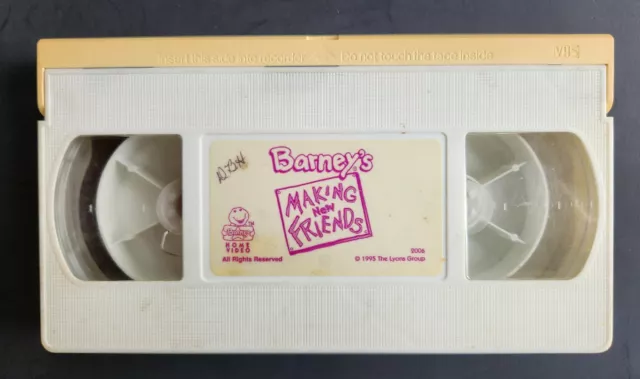 Insert this side into recorder Do not touch the tape inside VHS
Barney's
MAKING
New
FRIENDS
Barney
HOME
VIDEO
All Rights Reserved
2006
© 1995 The Lyons Group